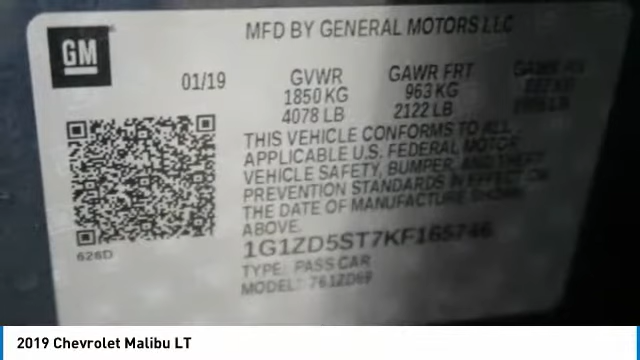 GM
MFD BY GENERAL MOTORS LLC
01/19
GVWR
1850 KG
4078 LB
GAWR FRT
963 KG
2122 LB
GAWR
THIS VEHICLE CONFORMS TO ALL
APPLICABLE U.S. FEDERAL MOTOR
VEHICLE SAFETY, BUMPER, AND THEFT
PREVENTION STANDARDS IN EFFECT ON
THE DATE OF MANUFACTURE SHOWN
ABOVE.
1G1ZD5ST7KF165746
TYPE: PASS CAR
MODEL: 1ZD69
626D
2019 Chevrolet Malibu LT